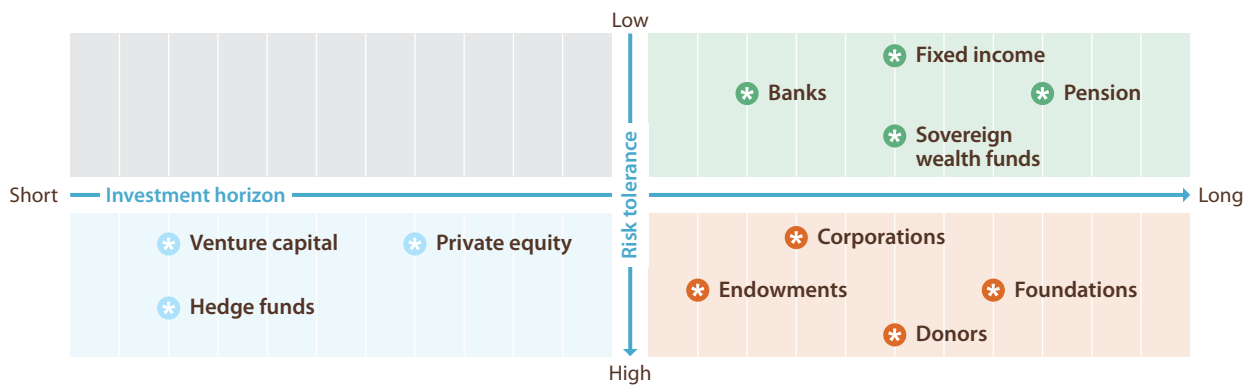 Low
Fixed income
Banks
Pension
Sovereign
wealth funds
Risk tolerance
Short
Investment horizon
Long
Venture capital
Private equity
Corporations
Hedge funds
Endowments
Foundations
Donors
High